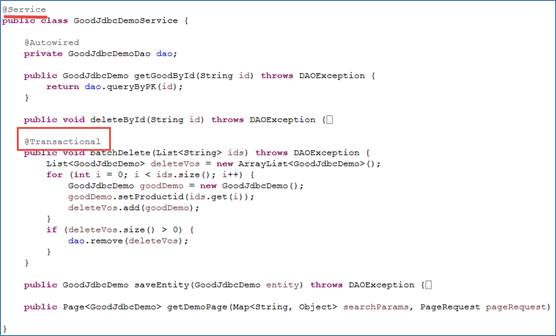 @Service
public class GoodJdbcDemoService {
@Autowired
private GoodJdbcDemoDao dao;
public GoodJdbcDemo getGoodById(String id) throws DAOException {
return dao.queryByPK(id);
}
public void deleteById(String id) throws DAOException {
@Transactional
public void batchDelete(List<String> ids) throws DAOException {
List<GoodJdbcDemo> deleteVos = new ArrayList<GoodJdbcDemo>();
for (int i = 0; i < ids.size(); i++) {
GoodJdbcDemo goodDemo = new GoodJdbcDemo();
goodDemo.setProductid(ids.get(i));
deleteVos.add(goodDemo);
}
if (deleteVos.size() > 0) {
dao.remove(deleteVos);
}
}
public GoodJdbcDemo saveEntity(GoodJdbcDemo entity) throws DAOException {
public Page<GoodJdbcDemo> getDemoPage(Map<String, Object> searchParams, PageRequest pageRequest)
}